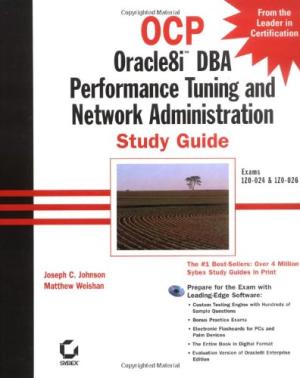 From the
Leader in
Certification
OCP
Oracle8i™ DBA
Performance Tuning and
Network Administration
Study Guide
Exams
1Z0-024 & 1Z0-026
The #1 Best-Sellers: Over 4 Million
Sybex Study Guides in Print
Joseph C. Johnson
Matthew Weishan
Prepare for the Exam with
Leading-Edge Software:
• Custom Testing Engine with Hundreds of
Sample Questions
• Bonus Practice Exams
• Electronic Flashcards for PCs and
Palm Devices
• The Entire Book in Digital Format
• Evaluation Version of Oracle8i Enterprise
Edition
SYBEX